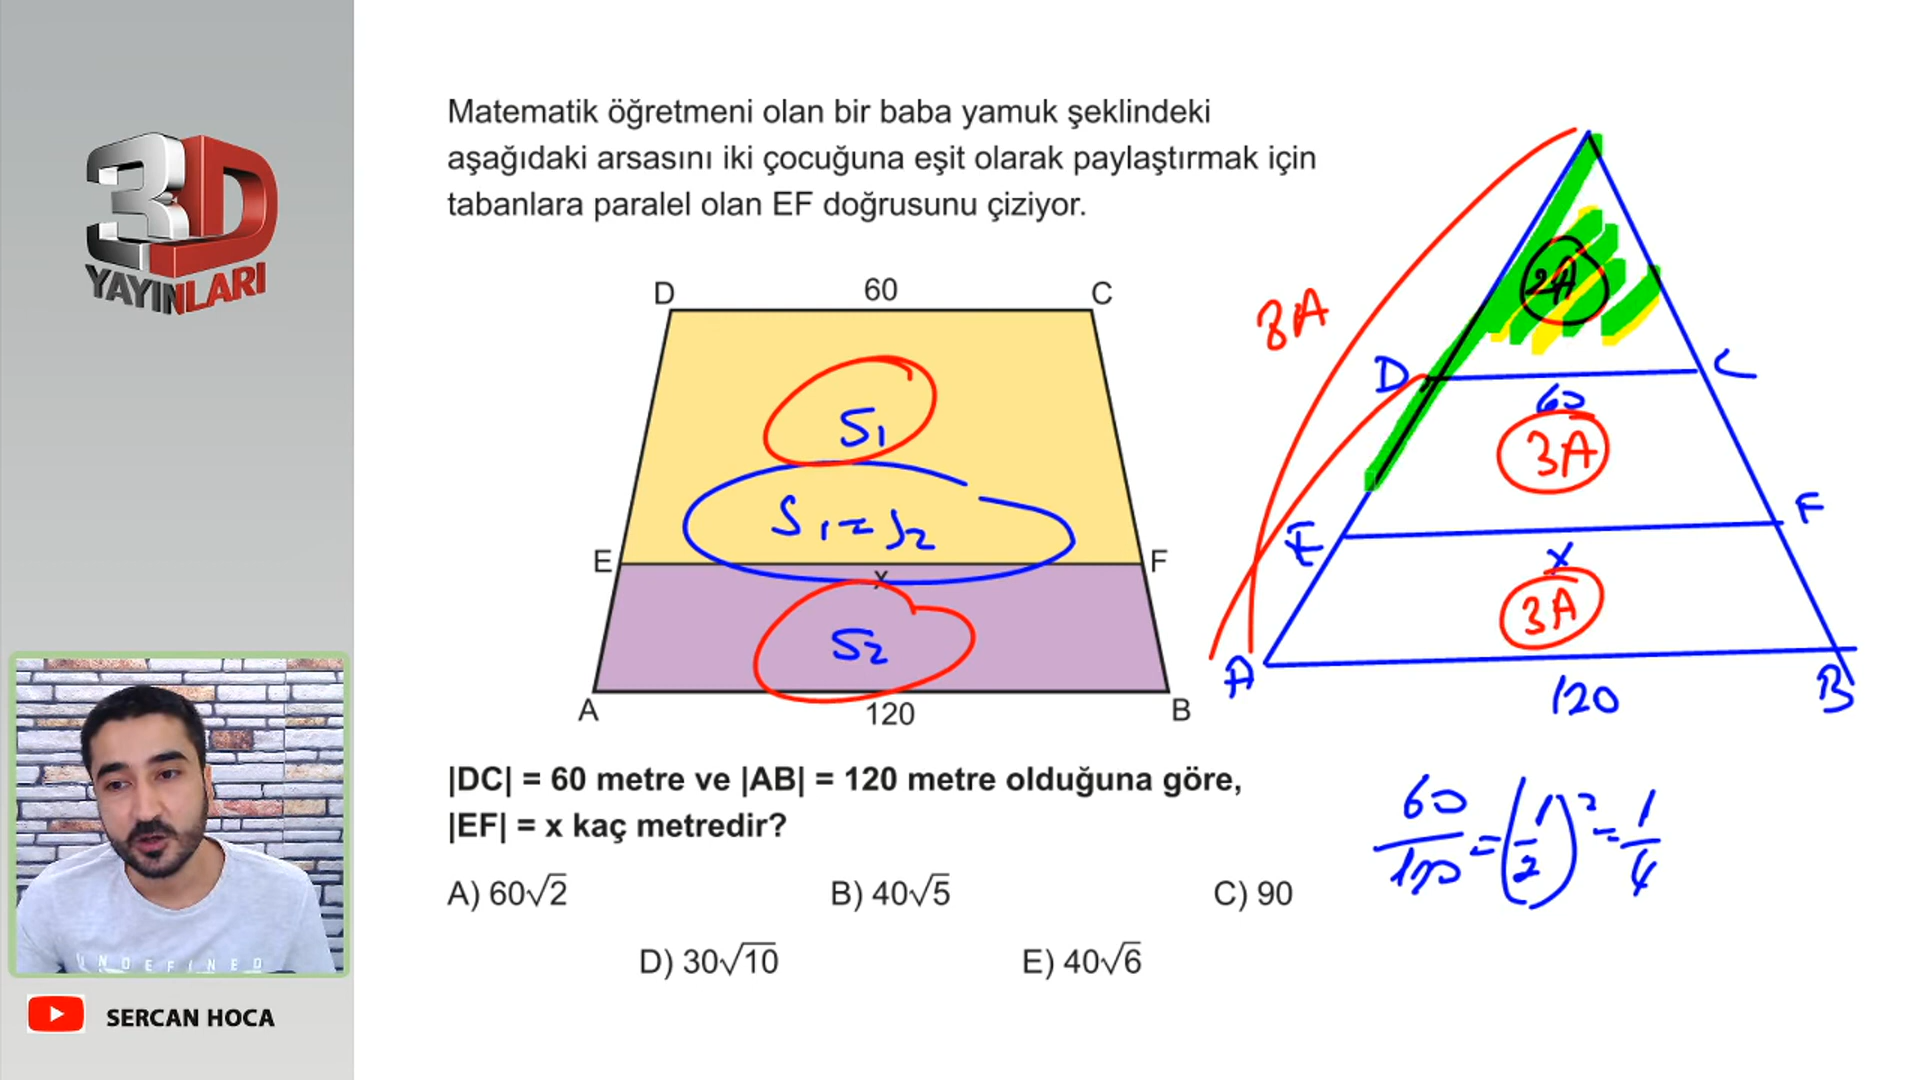 3D
YAYINLARI
Matematik öğretmeni olan bir baba yamuk şeklindeki
aşağıdaki arsasını iki çocuğuna eşit olarak paylaştırmak için
tabanlara paralel olan EF doğrusunu çiziyor.
D 60 C
S1
S1 = S2
E x F
S2
A 120 B
8A
2A
D C
60
3A
E F
x
3A
A B
120
|DC| = 60 metre ve |AB| = 120 metre olduğuna göre,
|EF| = x kaç metredir?
60/120 = (1/2)² = 1/4
A) 60√2 B) 40√5 C) 90
D) 30√10 E) 40√6
UNDEFINED
SERCAN HOCA